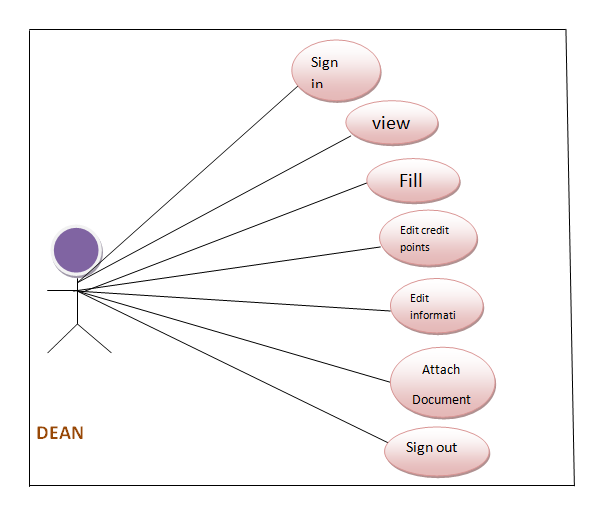 Sign
in
view
Fill
Edit credit
points
Edit
informati
Attach
Document
DEAN
Sign out